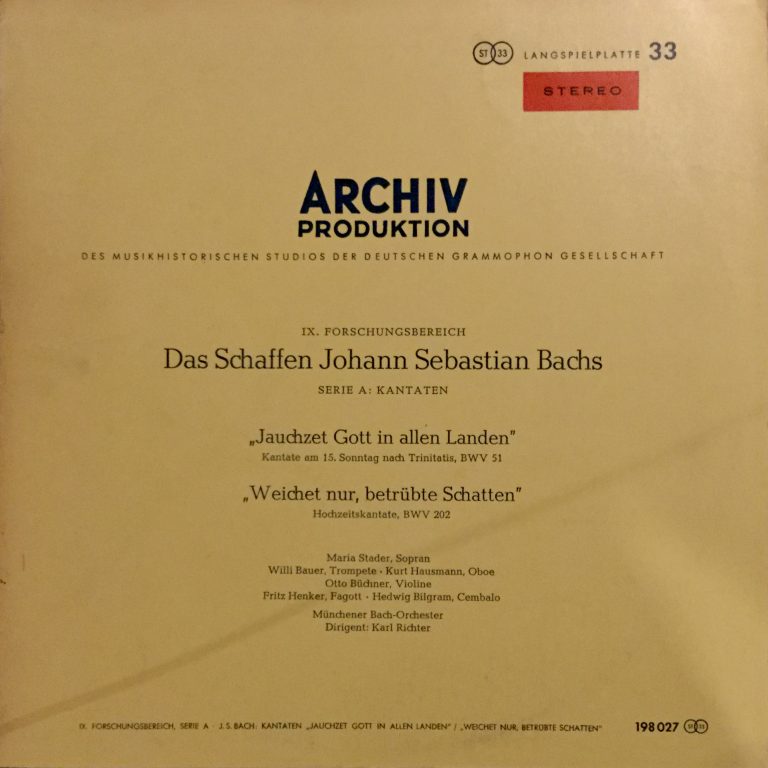 ST 33 LANGSPIELPLATTE 33
STEREO
ARCHIV
PRODUKTION
DES MUSIKHISTORISCHEN STUDIOS DER DEUTSCHEN GRAMMOPHON GESELLSCHAFT
IX. FORSCHUNGSBEREICH
Das Schaffen Johann Sebastian Bachs
SERIE A: KANTATEN
„Jauchzet Gott in allen Landen”
Kantate am 15. Sonntag nach Trinitatis, BWV 51
„Weichet nur, betrübte Schatten”
Hochzeitskantate, BWV 202
Maria Stader, Sopran
Willi Bauer, Trompete · Kurt Hausmann, Oboe
Otto Büchner, Violine
Fritz Henker, Fagott · Hedwig Bilgram, Cembalo
Münchener Bach-Orchester
Dirigent: Karl Richter
IX. FORSCHUNGSBEREICH, SERIE A · J. S. BACH: KANTATEN „JAUCHZET GOTT IN ALLEN LANDEN” / „WEICHET NUR, BETRÜBTE SCHATTEN” 198 027 ST 33